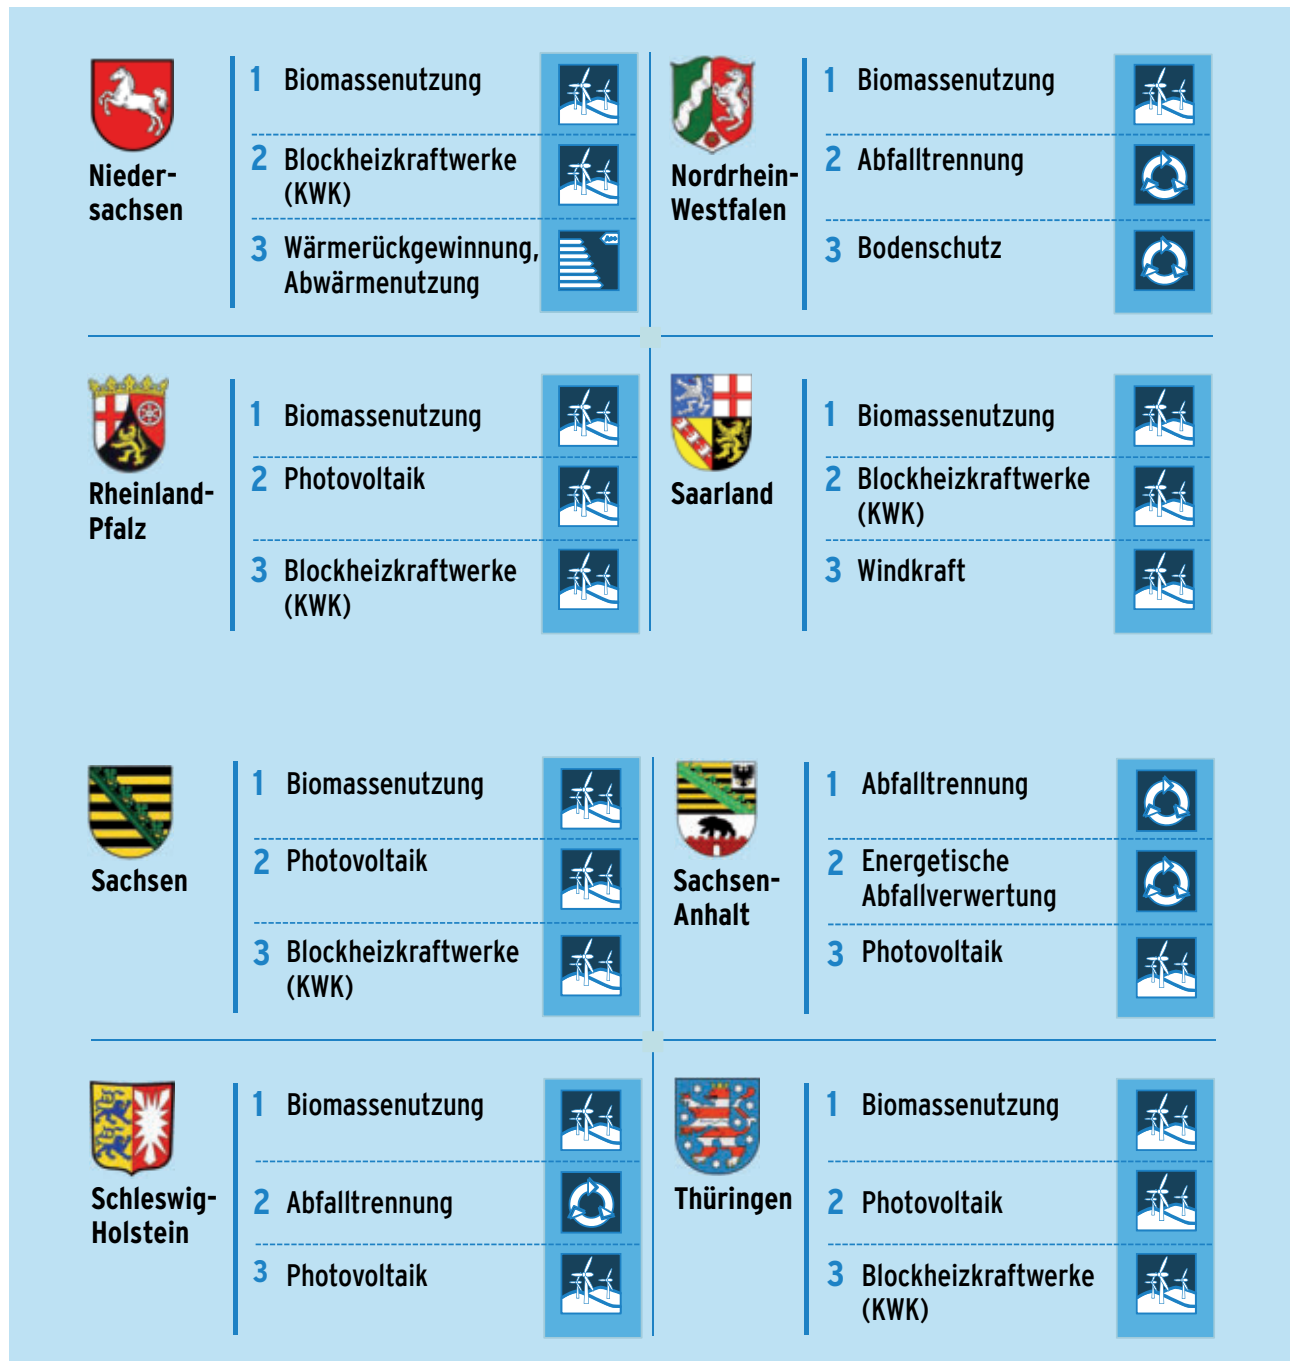 Nieder-
sachsen
1 Biomassenutzung
2 Blockheizkraftwerke
(KWK)
3 Wärmerückgewinnung,
Abwärmenutzung
Nordrhein-
Westfalen
1 Biomassenutzung
2 Abfalltrennung
3 Bodenschutz
Rheinland-
Pfalz
1 Biomassenutzung
2 Photovoltaik
3 Blockheizkraftwerke
(KWK)
Saarland
1 Biomassenutzung
2 Blockheizkraftwerke
(KWK)
3 Windkraft
Sachsen
1 Biomassenutzung
2 Photovoltaik
3 Blockheizkraftwerke
(KWK)
Sachsen-
Anhalt
1 Abfalltrennung
2 Energetische
Abfallverwertung
3 Photovoltaik
Schleswig-
Holstein
1 Biomassenutzung
2 Abfalltrennung
3 Photovoltaik
Thüringen
1 Biomassenutzung
2 Photovoltaik
3 Blockheizkraftwerke
(KWK)